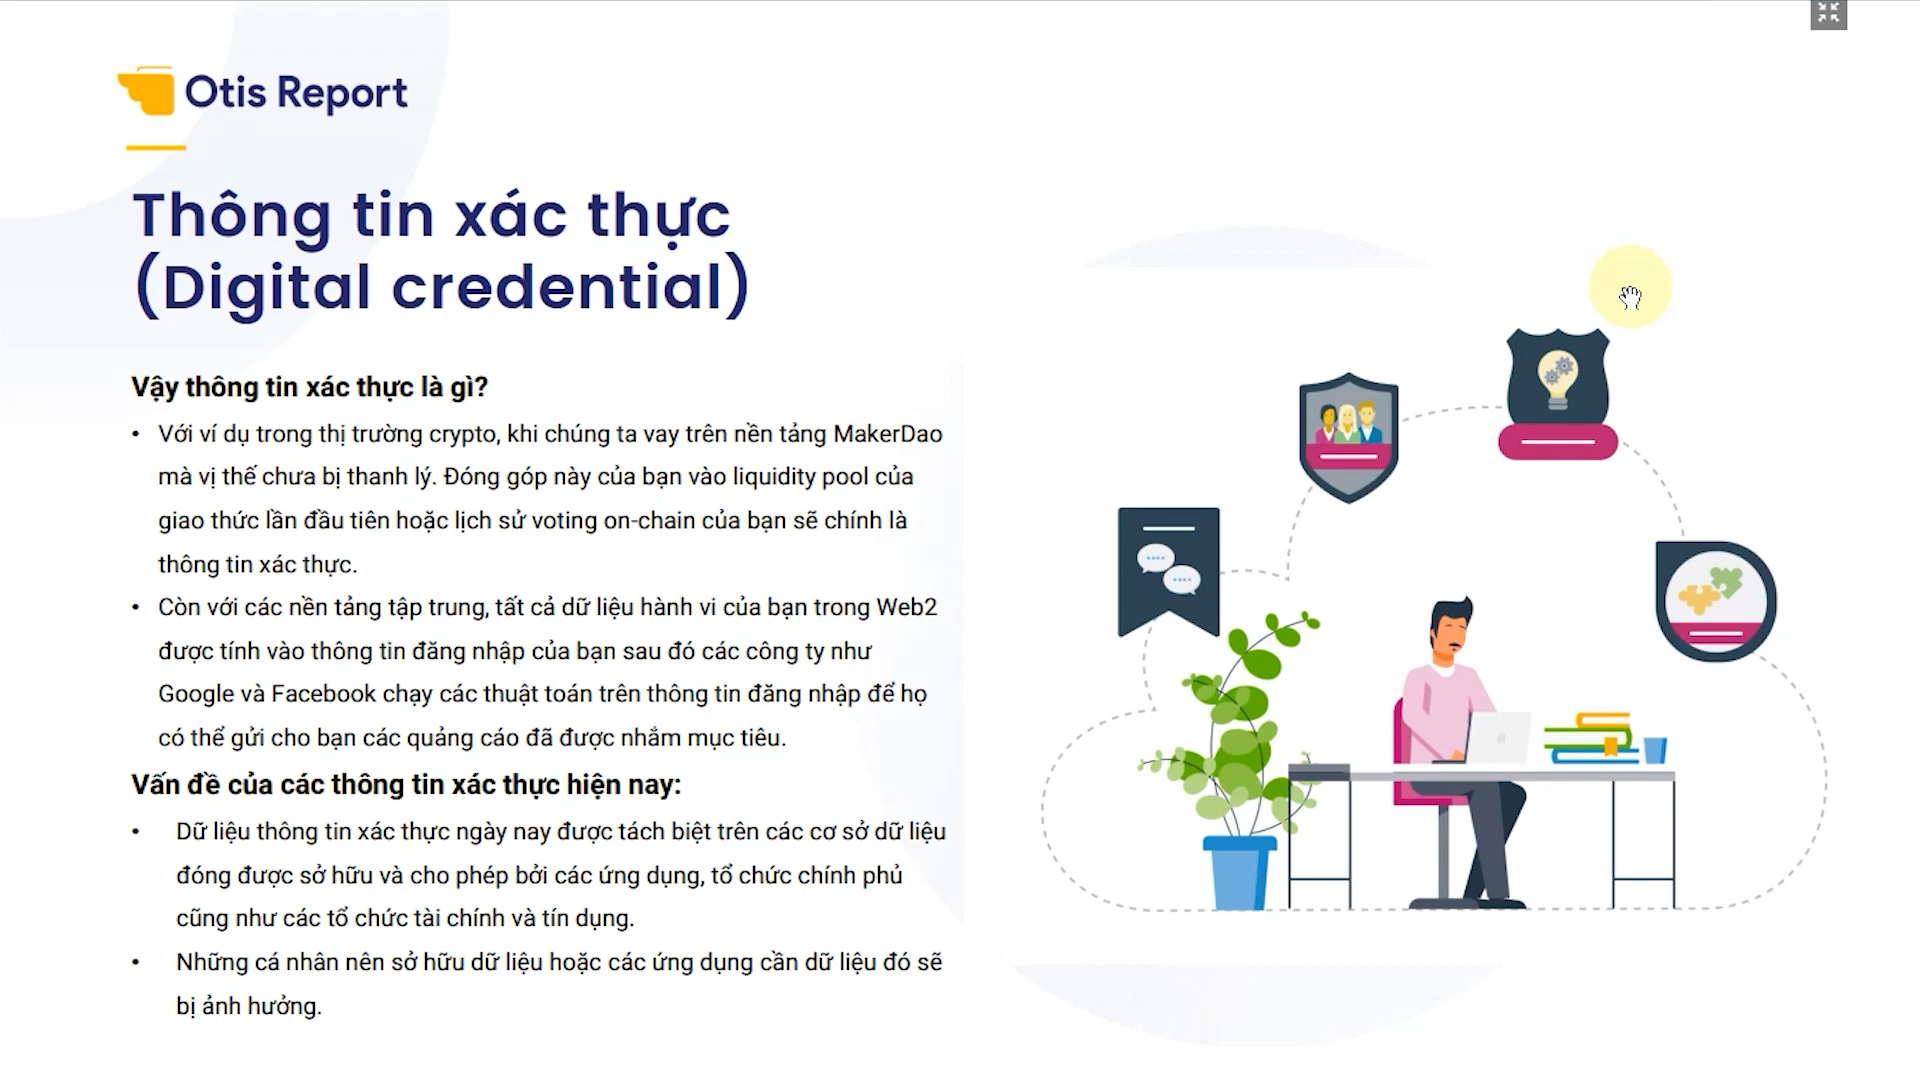 Otis Report
Thông tin xác thực
(Digital credential)
Vậy thông tin xác thực là gì?
• Với ví dụ trong thị trường crypto, khi chúng ta vay trên nền tảng MakerDao
mà vị thế chưa bị thanh lý. Đóng góp này của bạn vào liquidity pool của
giao thức lần đầu tiên hoặc lịch sử voting on-chain của bạn sẽ chính là
thông tin xác thực.
• Còn với các nền tảng tập trung, tất cả dữ liệu hành vi của bạn trong Web2
được tính vào thông tin đăng nhập của bạn sau đó các công ty như
Google và Facebook chạy các thuật toán trên thông tin đăng nhập để họ
có thể gửi cho bạn các quảng cáo đã được nhắm mục tiêu.
Vấn đề của các thông tin xác thực hiện nay:
• Dữ liệu thông tin xác thực ngày nay được tách biệt trên các cơ sở dữ liệu
đóng được sở hữu và cho phép bởi các ứng dụng, tổ chức chính phủ
cũng như các tổ chức tài chính và tín dụng.
• Những cá nhân nên sở hữu dữ liệu hoặc các ứng dụng cần dữ liệu đó sẽ
bị ảnh hưởng.